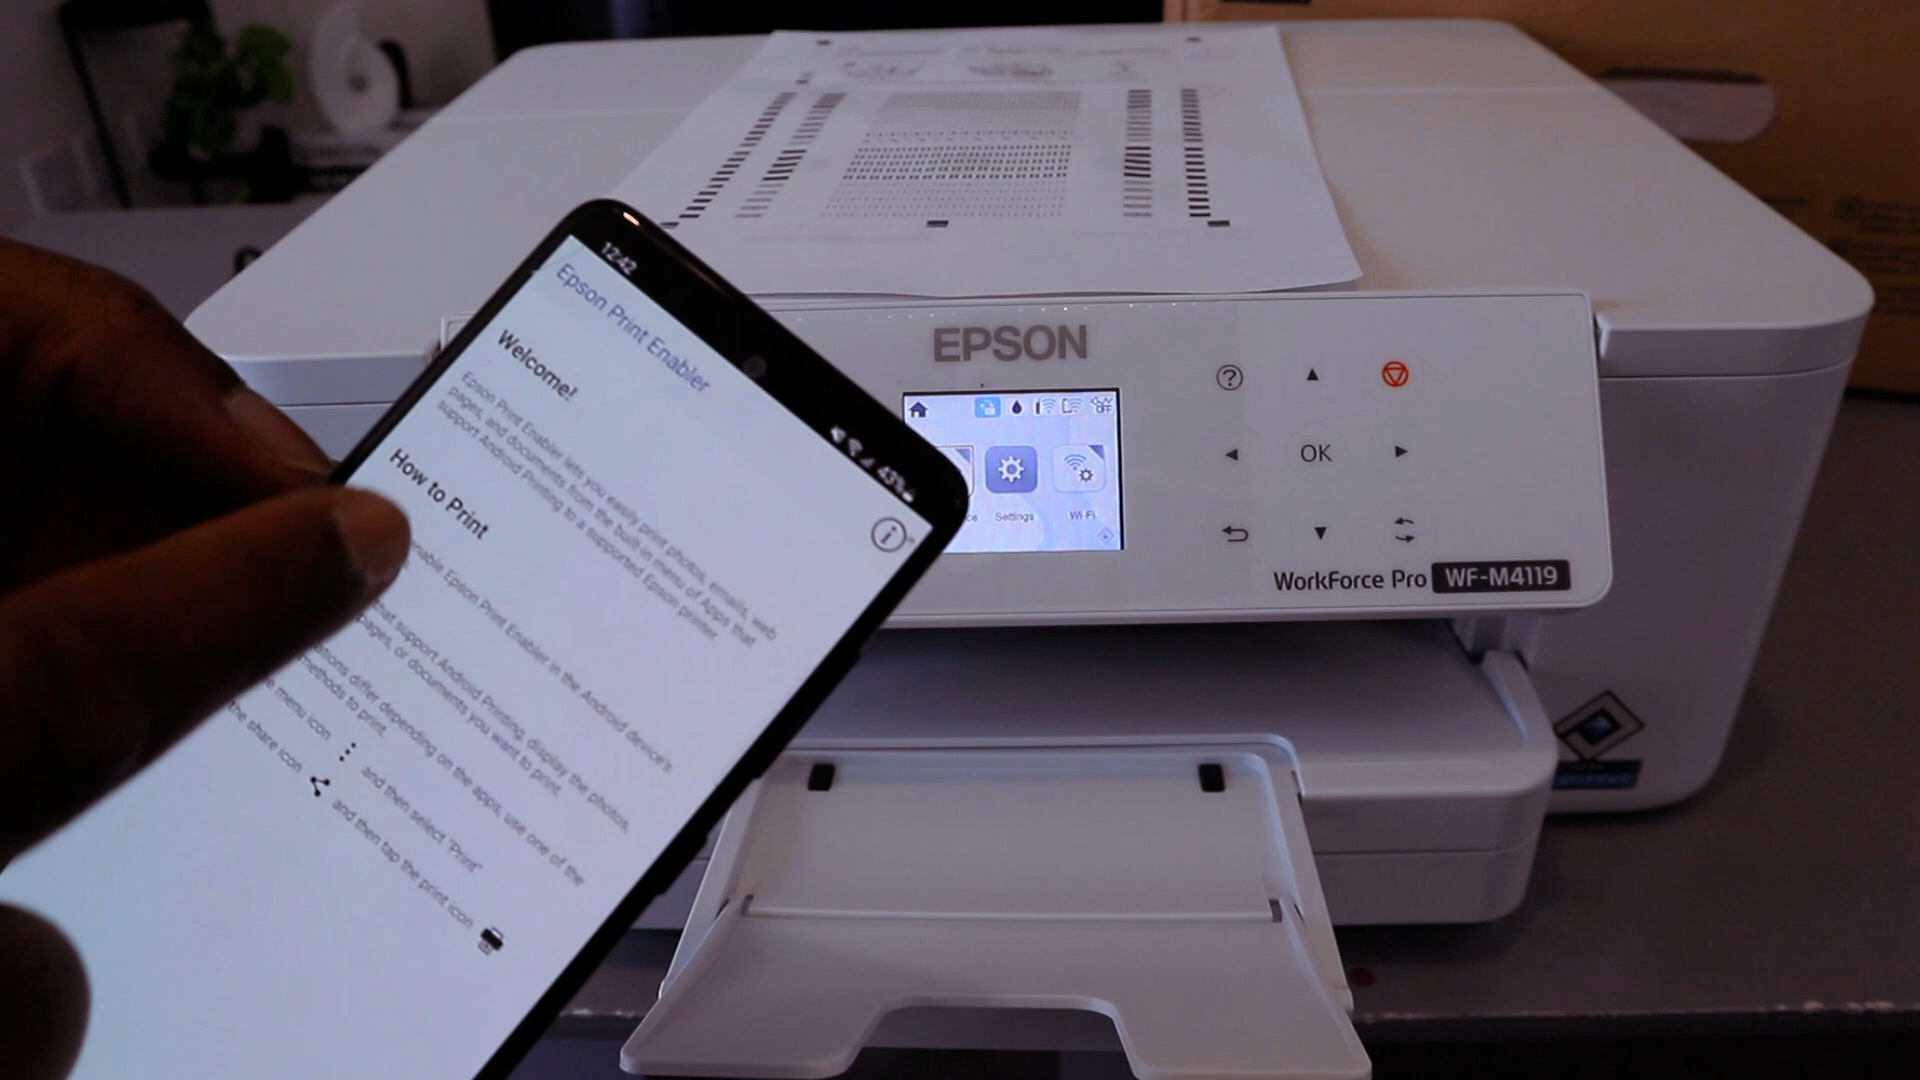 12:42
43%
Epson Print Enabler
Welcome!
Epson Print Enabler lets you easily print photos, emails, web
pages, and documents from the built in menu of Apps that
support Android Printing to a supported Epson printer.
How to Print
enable Epson Print Enabler in the Android device's
that support Android Printing, display the photos,
pages, or documents you want to print.
differ depending on the apps, use one of the
methods to print.
menu icon and then select "Print"
the share icon and then tap the print icon
EPSON
OFF
Settings
Wi-Fi
?
OK
WorkForce Pro WF-M4119